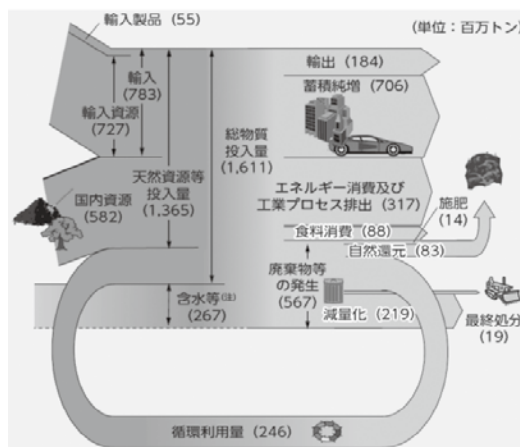 輸入製品(55)
(単位:百万トン)
輸入
(783)
輸入資源
(727)
輸出(184)
蓄積純増(706)
総物質
投入量
(1,611)
天然資源等
投入量
(1,365)
国内資源
(582)
エネルギー消費及び
工業プロセス排出(317)
施肥
(14)
食料消費(88)
自然還元(83)
廃棄物等
の発生
(567)
含水等(注)
(267)
減量化(219)
最終処分
(19)
循環利用量(246)